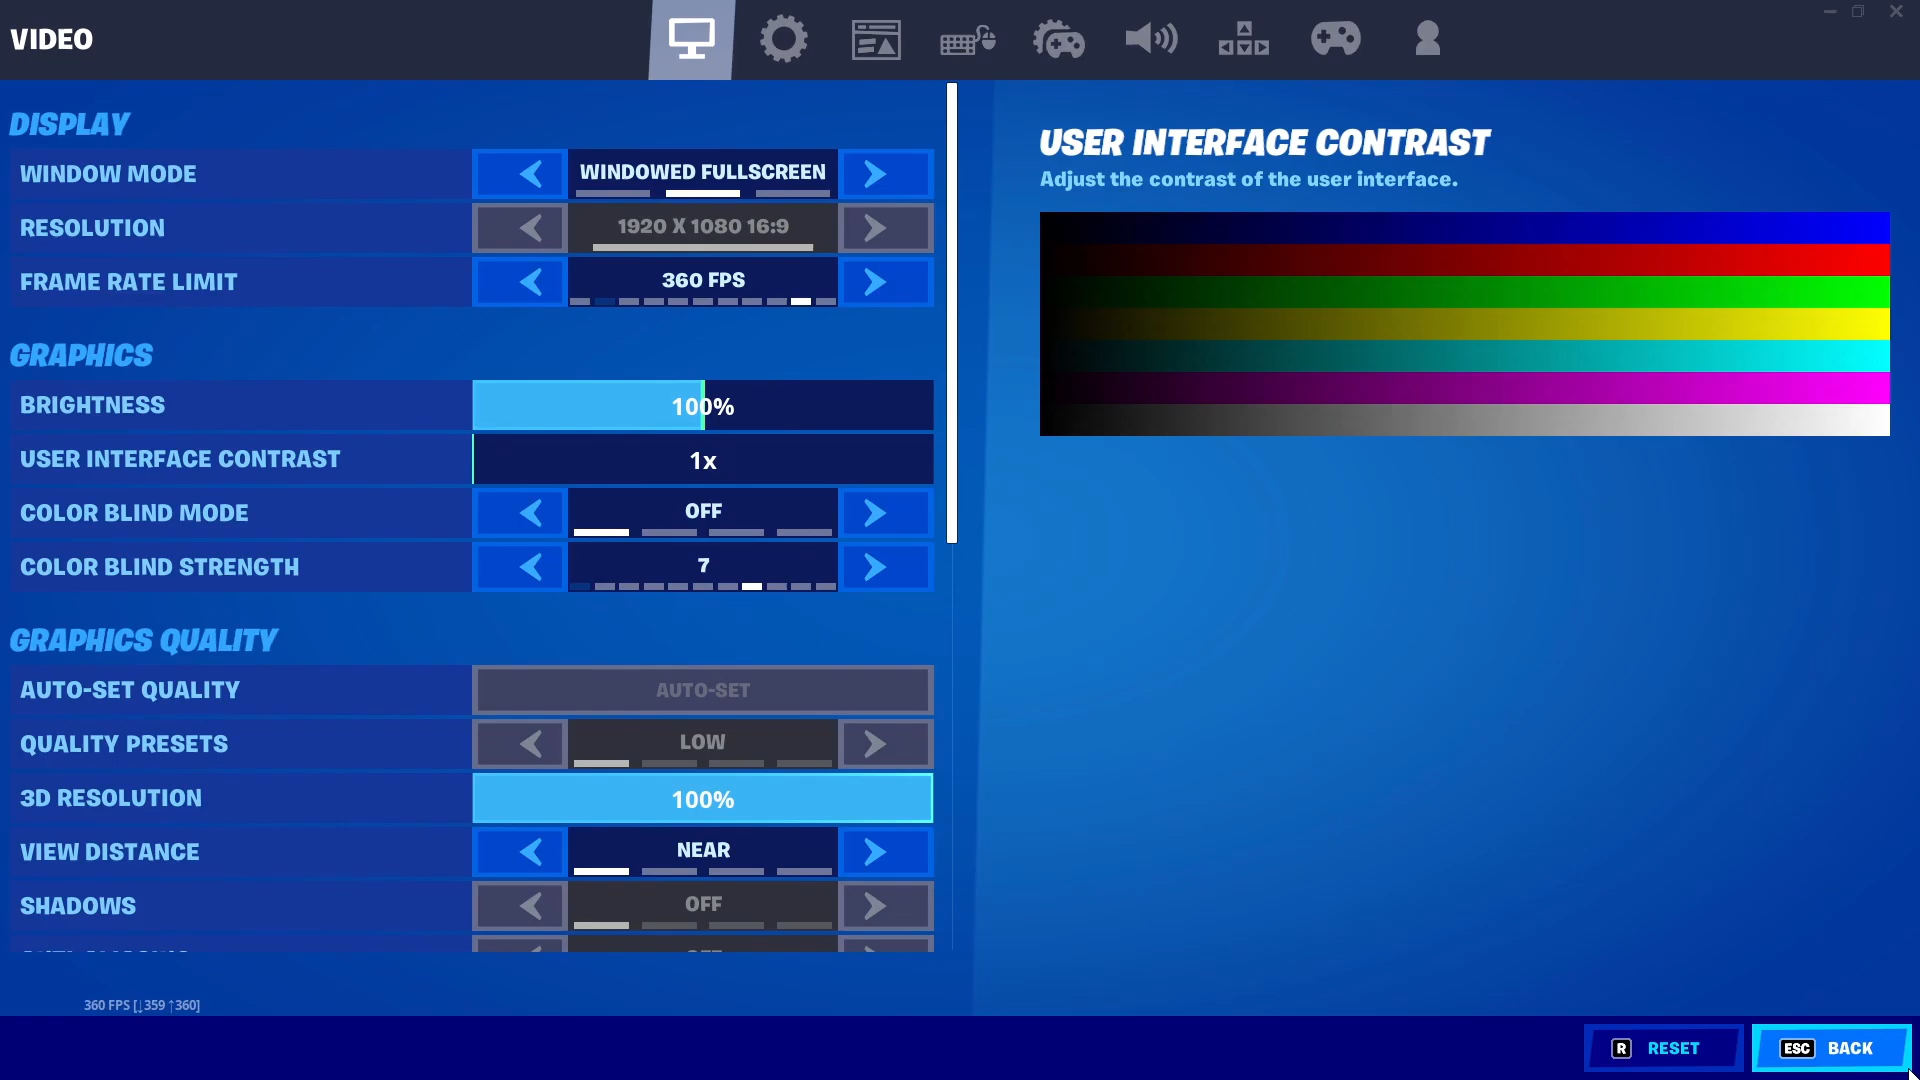 VIDEO
DISPLAY
WINDOW MODE
WINDOWED FULLSCREEN
RESOLUTION
1920 X 1080 16:9
FRAME RATE LIMIT
360 FPS
GRAPHICS
BRIGHTNESS
100%
USER INTERFACE CONTRAST
1x
COLOR BLIND MODE
OFF
COLOR BLIND STRENGTH
7
GRAPHICS QUALITY
AUTO-SET QUALITY
AUTO-SET
QUALITY PRESETS
LOW
3D RESOLUTION
100%
VIEW DISTANCE
NEAR
SHADOWS
OFF
360 FPS [↓359 ↑360]
USER INTERFACE CONTRAST
Adjust the contrast of the user interface.
R RESET
ESC BACK